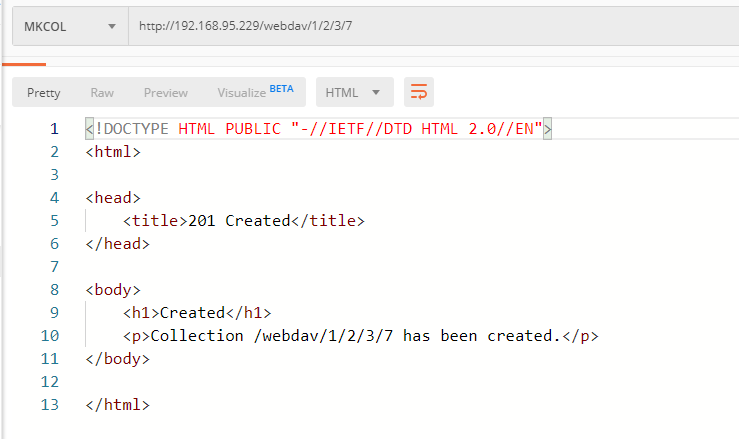 MKCOL http://192.168.95.229/webdav/1/2/3/7
Pretty Raw Preview Visualize BETA HTML
1 <!DOCTYPE HTML PUBLIC "-//IETF//DTD HTML 2.0//EN">
2 <html>
3
4 <head>
5     <title>201 Created</title>
6 </head>
7
8 <body>
9     <h1>Created</h1>
10     <p>Collection /webdav/1/2/3/7 has been created.</p>
11 </body>
12
13 </html>